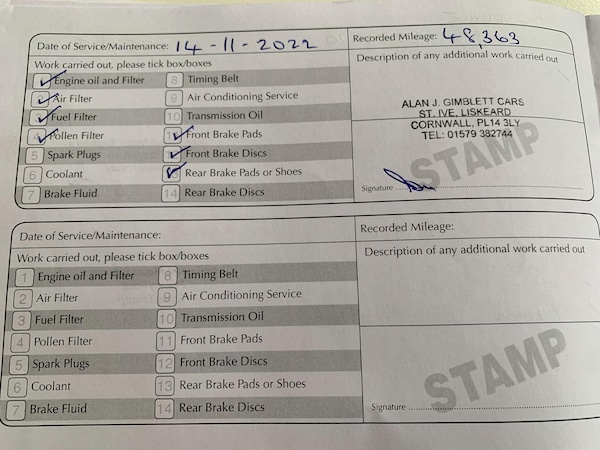 Date of Service/Maintenance: 14-11-2022 Recorded Mileage: 48,363
Work carried out, please tick box/boxes Description of any additional work carried out
Engine oil and Filter 8 Timing Belt
Air Filter 9 Air Conditioning Service
Fuel Filter 10 Transmission Oil
4 Pollen Filter Front Brake Pads
5 Spark Plugs Front Brake Discs
6 Coolant Rear Brake Pads or Shoes
7 Brake Fluid 14 Rear Brake Discs
ALAN J. GIMBLETT CARS
ST. IVE, LISKEARD
CORNWALL, PL14 3LY
TEL: 01579 382744
STAMP
Signature
Date of Service/Maintenance: Recorded Mileage:
Work carried out, please tick box/boxes Description of any additional work carried out
1 Engine oil and Filter 8 Timing Belt
2 Air Filter 9 Air Conditioning Service
3 Fuel Filter 10 Transmission Oil
4 Pollen Filter 11 Front Brake Pads
5 Spark Plugs 12 Front Brake Discs
6 Coolant 13 Rear Brake Pads or Shoes
7 Brake Fluid 14 Rear Brake Discs
STAMP
Signature